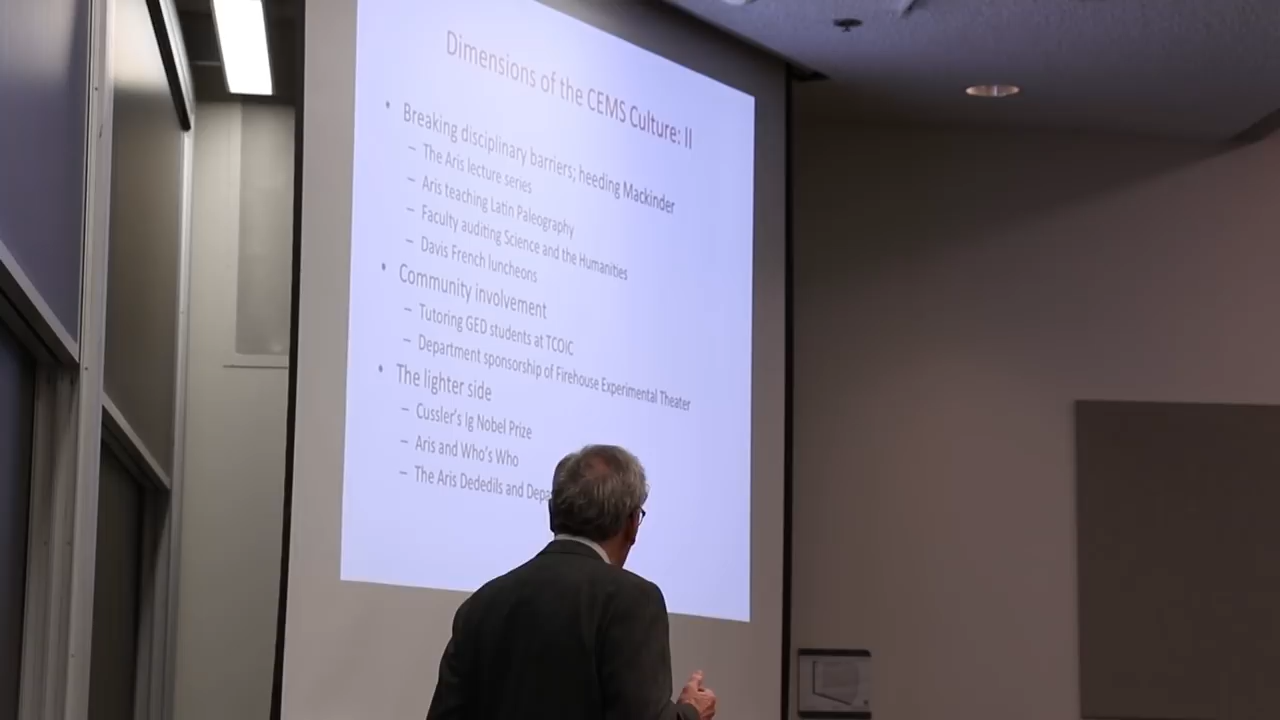 Dimensions of the CEMS Culture: II
• Breaking disciplinary barriers; heeding Mackinder
– The Aris lecture series
– Aris teaching Latin Paleography
– Faculty auditing Science and the Humanities
– Davis French luncheons
• Community involvement
– Tutoring GED students at TCOiC
– Department sponsorship of Firehouse Experimental Theater
• The lighter side
– Cussler's Ig Nobel Prize
– Aris and Who's Who
– The Aris Dededils and